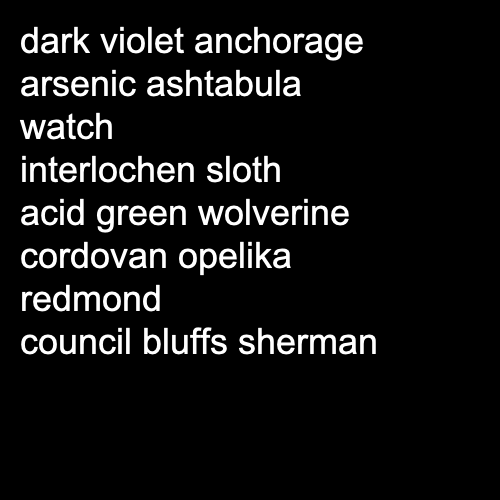 dark violet anchorage
arsenic ashtabula
watch
interlochen sloth
acid green wolverine
cordovan opelika
redmond
council bluffs sherman